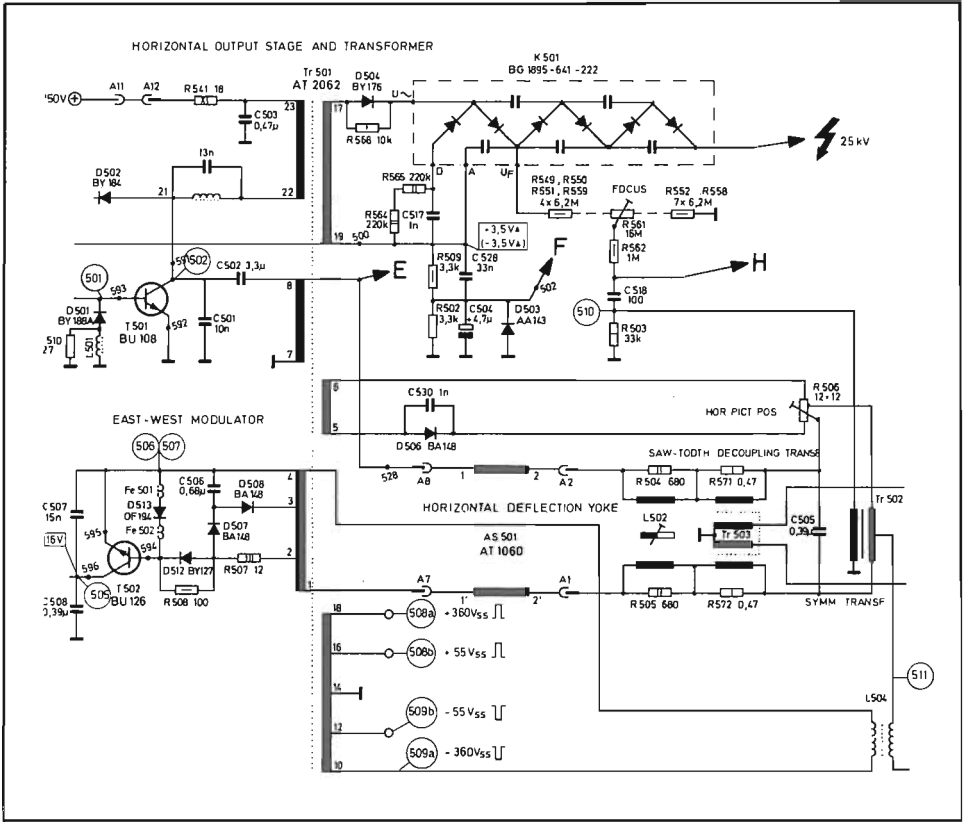 HORIZONTAL OUTPUT STAGE AND TRANSFORMER
K 501
BG 1895-641-222
Tr 501
AT 2062
D504
BY176
U~
'50V
A11
A12
R541 18
23
C503
0,47µ
17
R568 10k
25 kV
13n
D502
BY 184
21
22
R565 220k
D
A
UF
R549, R550
R551, R559
4x 6,2M
FOCUS
R552 ..R558
7x 6,2M
R564
220k
C517
1n
R561
16M
+3,5V▲
(-3,5V▲)
19
500
R562
1M
C528
33n
591
502
C502 3,3µ
R509
3,3k
F
E
H
501
593
8
502
D501
BY188A
T501
BU 108
592
C501
10n
R502
3,3k
C504
4,7µ
D503
AA143
C518
100
510
R503
33k
510
27
L501
7
6
C530 1n
R506
12+12
5
D506 BA148
HOR PICT POS
EAST-WEST MODULATOR
506
507
528
A8
1
2
A2
SAW-TOOTH DECOUPLING TRANSF
R504 680
R571 0,47
4
C506
0,68µ
D508
BA148
3
Fe501
D513
OF194
Fe502
C507
15n
595
D507
BA148
HORIZONTAL DEFLECTION YOKE
AS 501
AT 1060
L502
Tr 503
C505
0,39µ
Tr 502
16V
594
596
2
D512 BY127
R507 12
505
T502
BU 126
R508 100
1
A7
1'
2'
A1
R505 680
R572 0,47
SYMM TRANSF
C508
0,39µ
18
508a
+360Vss
16
508b
+ 55 Vss
14
12
509b
- 55Vss
10
509a
- 360Vss
511
L504